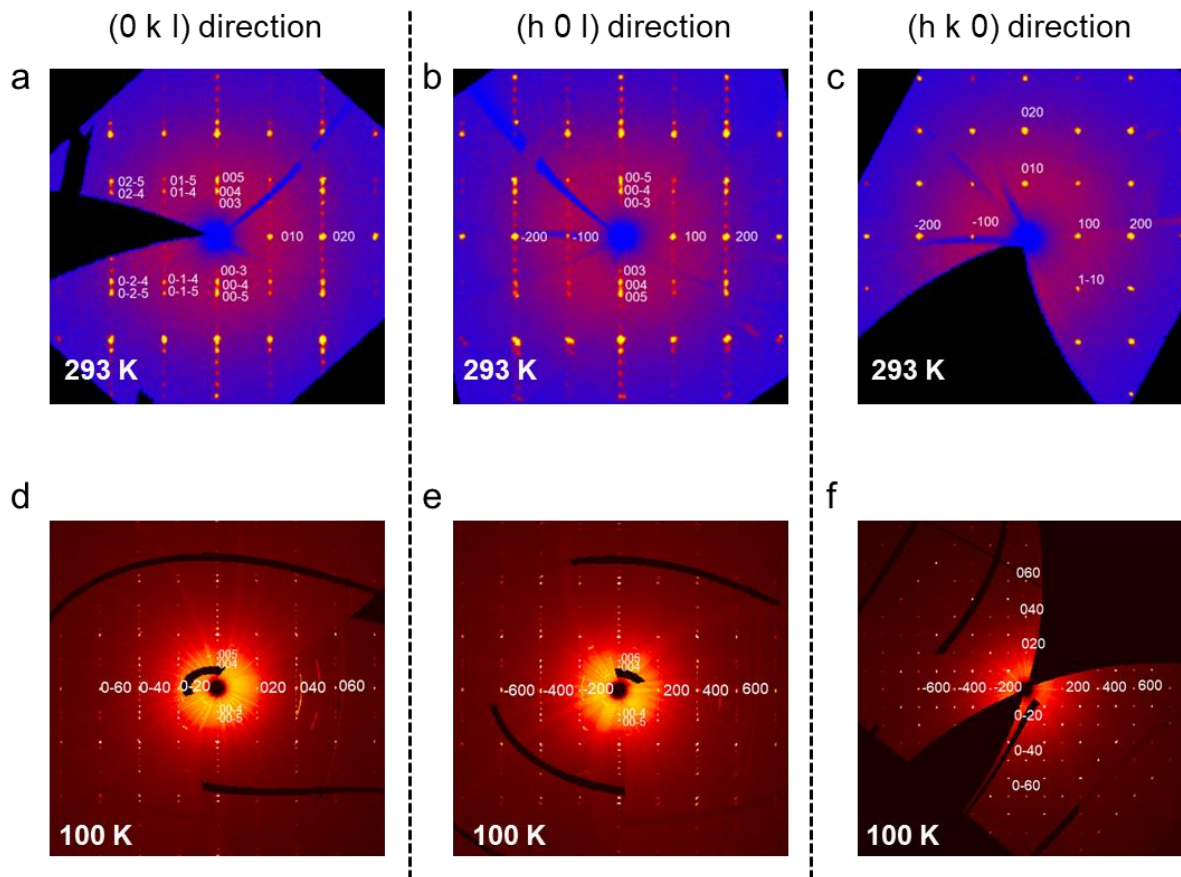 (0 k l) direction
(h 0 l) direction
(h k 0) direction
a
b
c
02-5 01-5 005
02-4 01-4 004
003
010 020
0-2-4 0-1-4 00-3
0-2-5 0-1-5 00-4
00-5
293 K
00-5
00-4
00-3
-200 -100 100 200
003
004
005
293 K
020
010
-200 -100 100 200
1-10
293 K
d
e
f
005
004
0-60 0-40 0-20 020 040 060
00-4
00-5
100 K
005
004
-600 -400 -200 200 400 600
00-4
00-5
100 K
060
040
020
-600 -400 -200 200 400 600
0-20
0-40
0-60
100 K